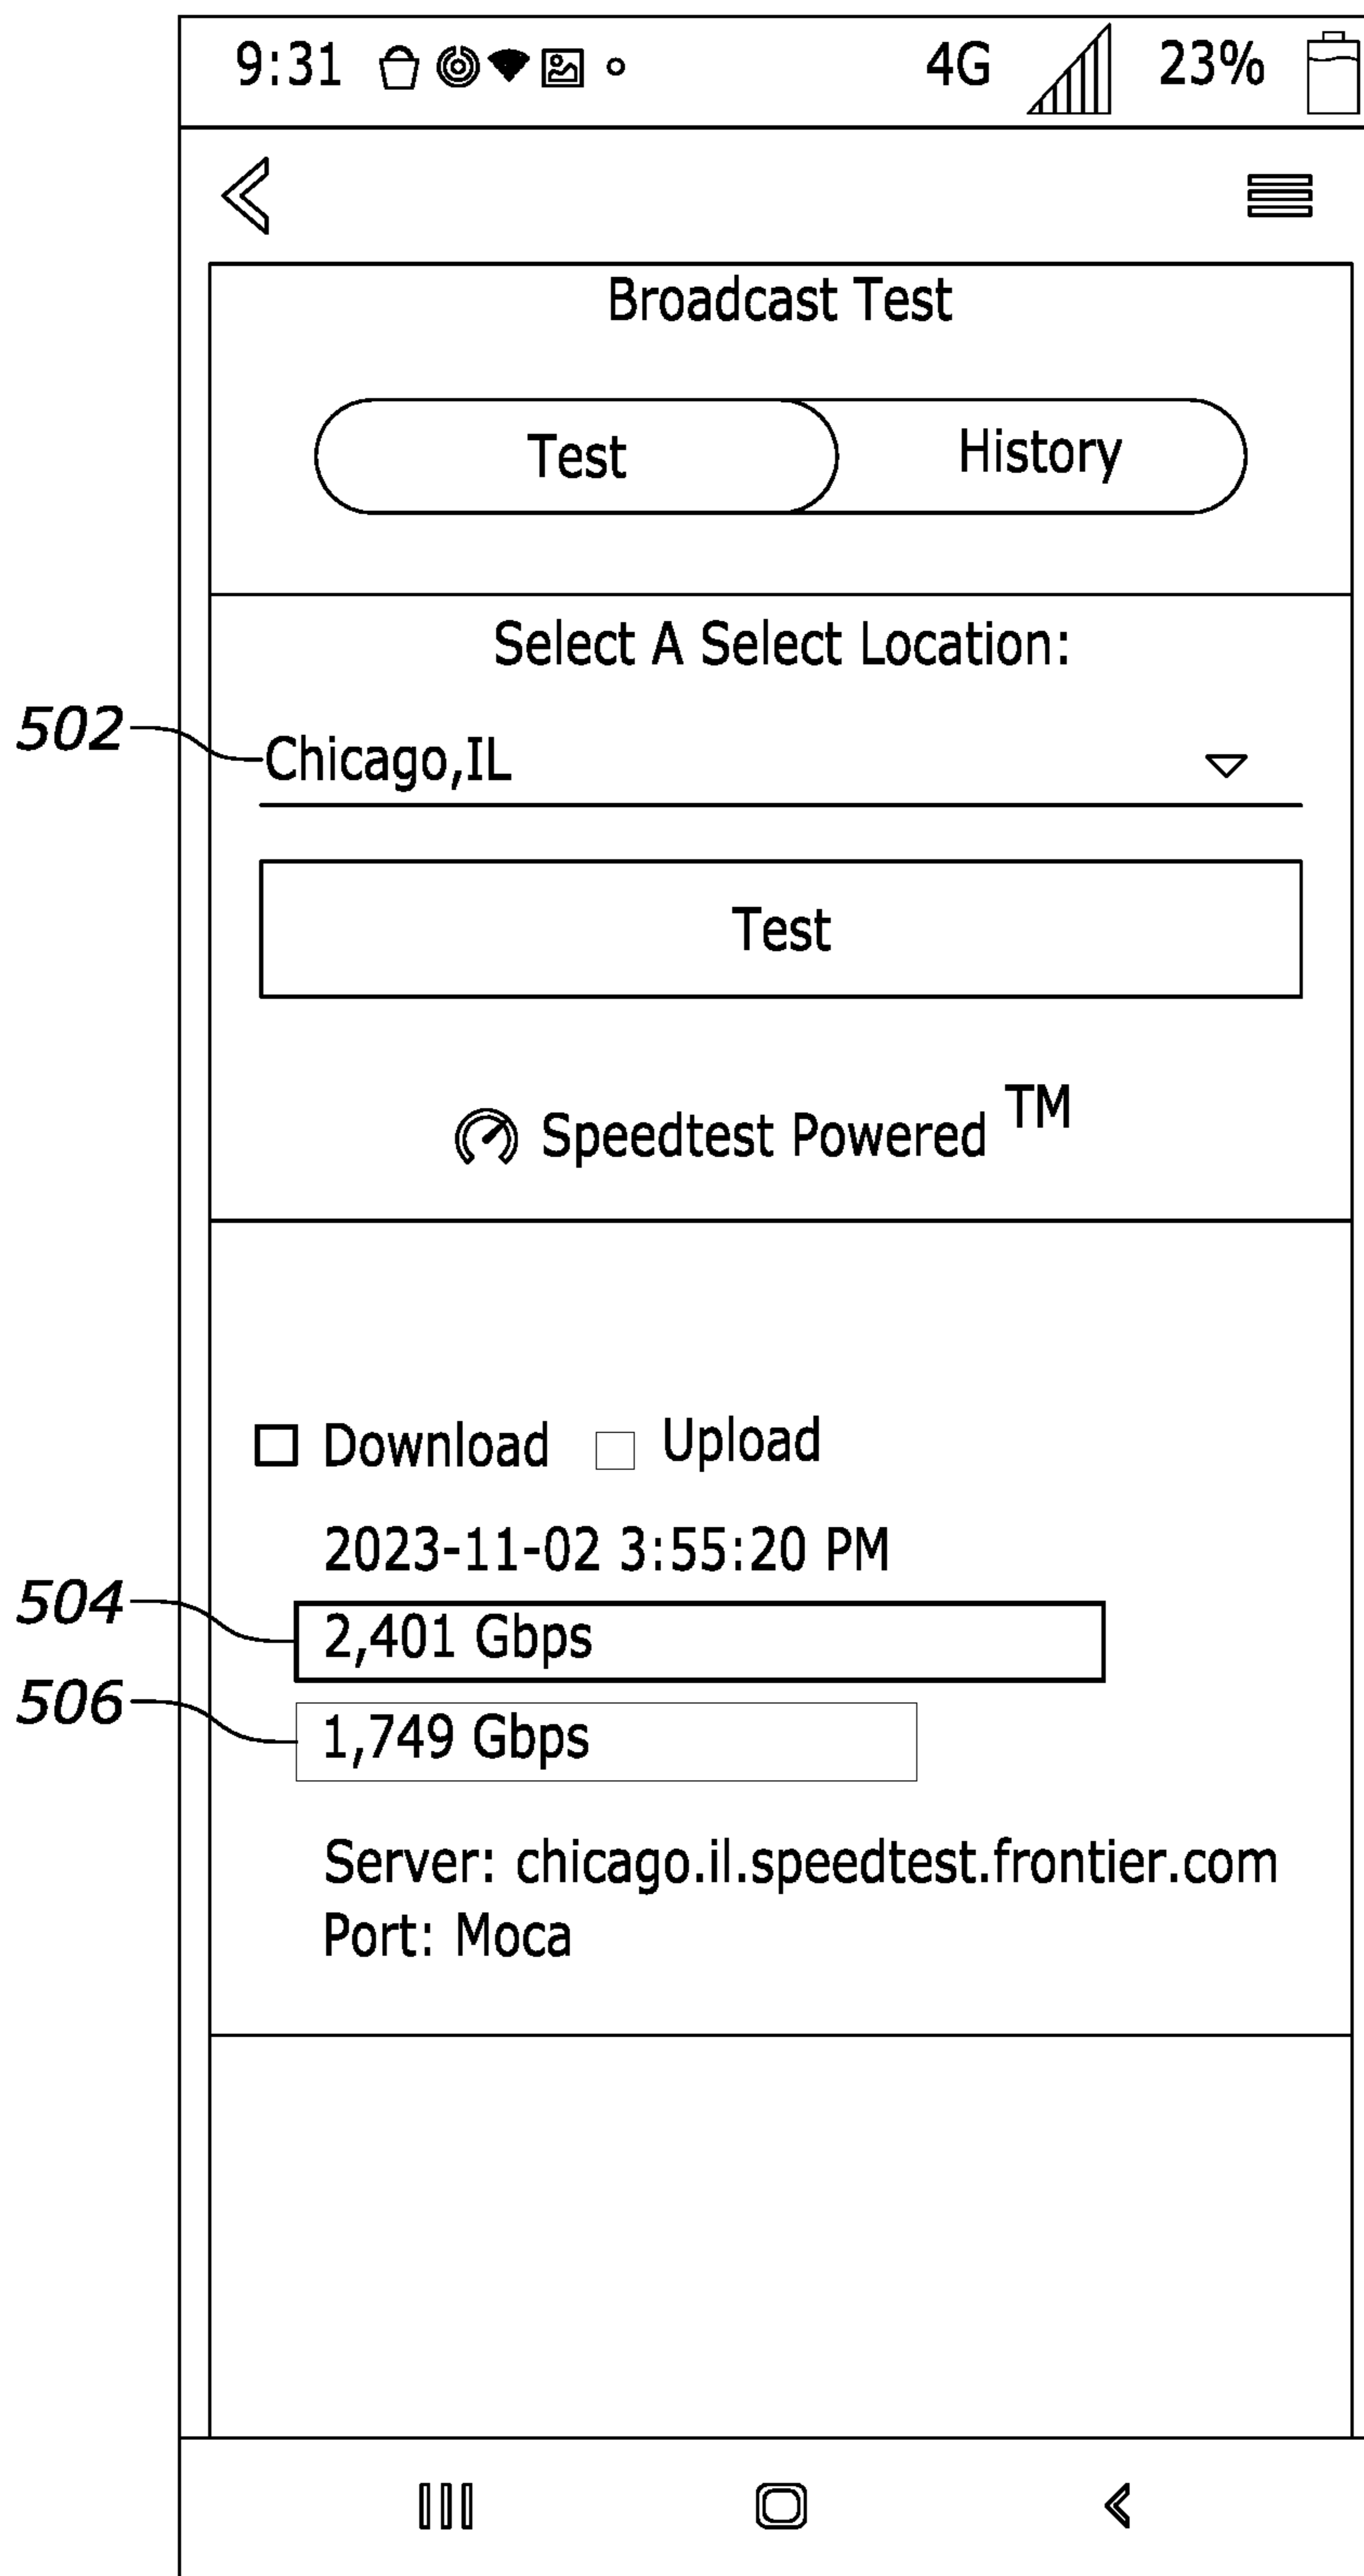 9:31 4G 23%
Broadcast Test
Test History
Select A Select Location:
502
Chicago,IL
Test
Speedtest Powered TM
Download Upload
2023-11-02 3:55:20 PM
504
2,401 Gbps
506
1,749 Gbps
Server: chicago.il.speedtest.frontier.com
Port: Moca